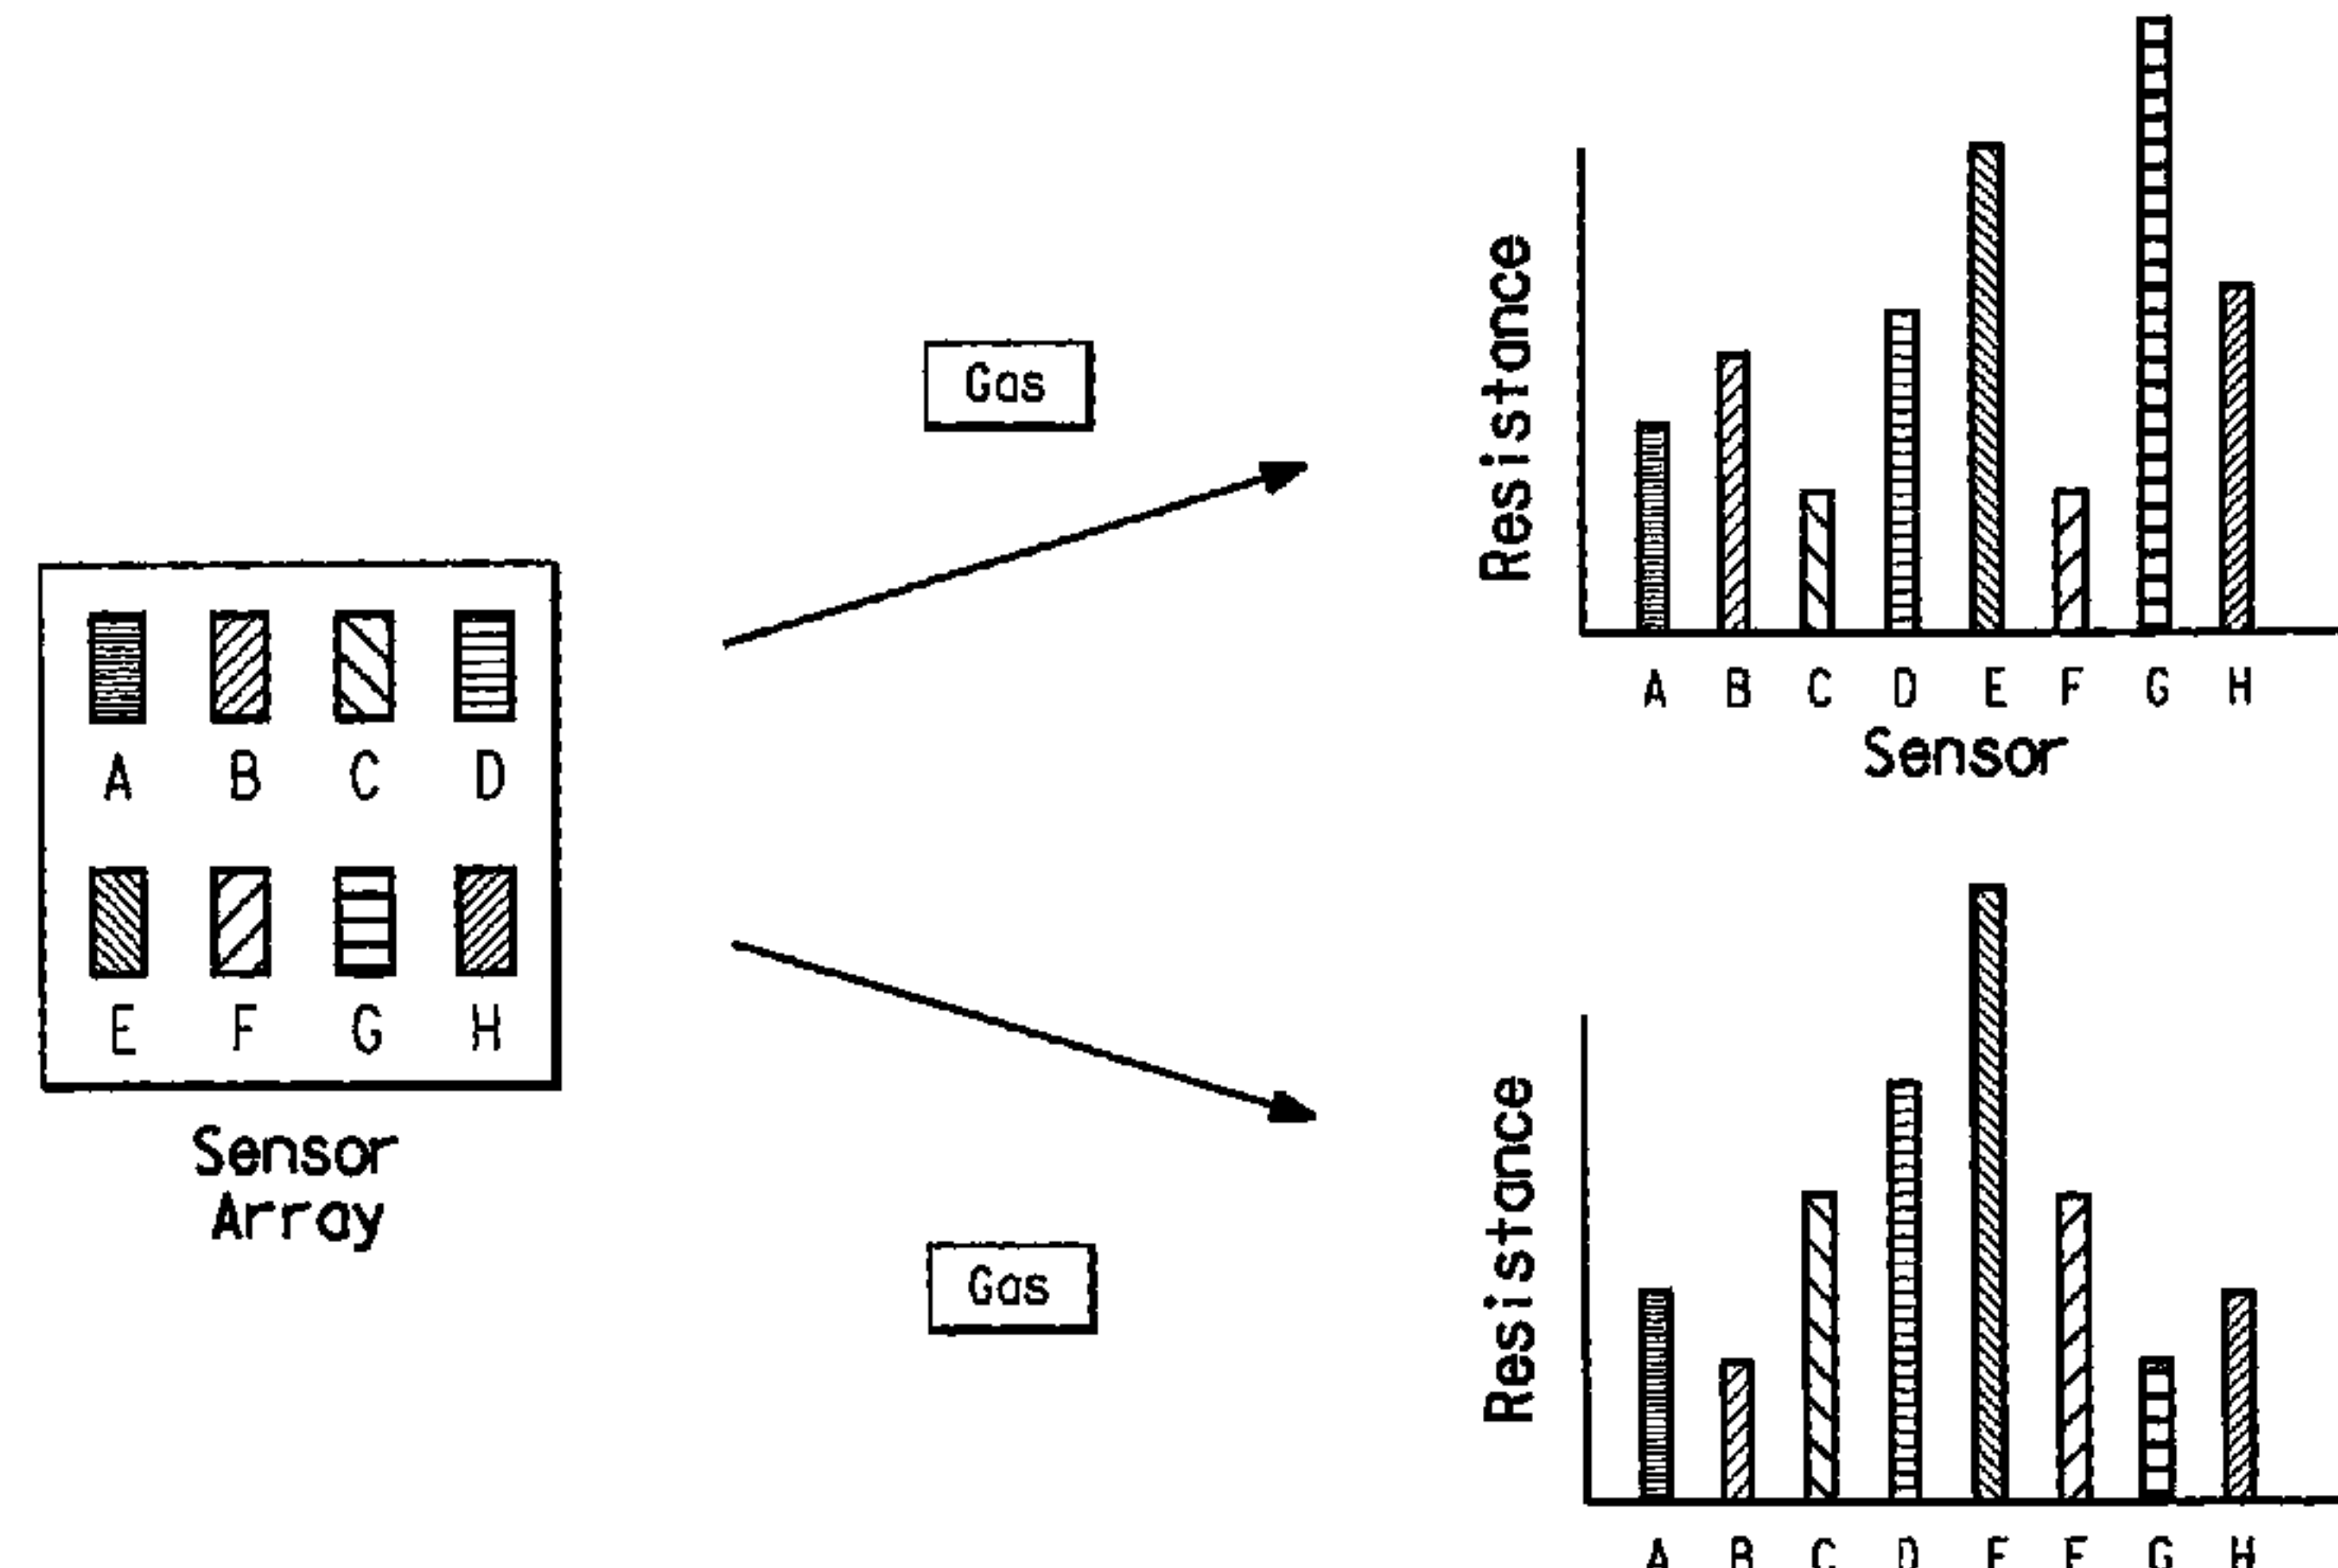 A B C D
E F G H
Sensor
Array
Gas
Gas
Resistance
A B C D E F G H
Sensor
Resistance
A B C D E F G H